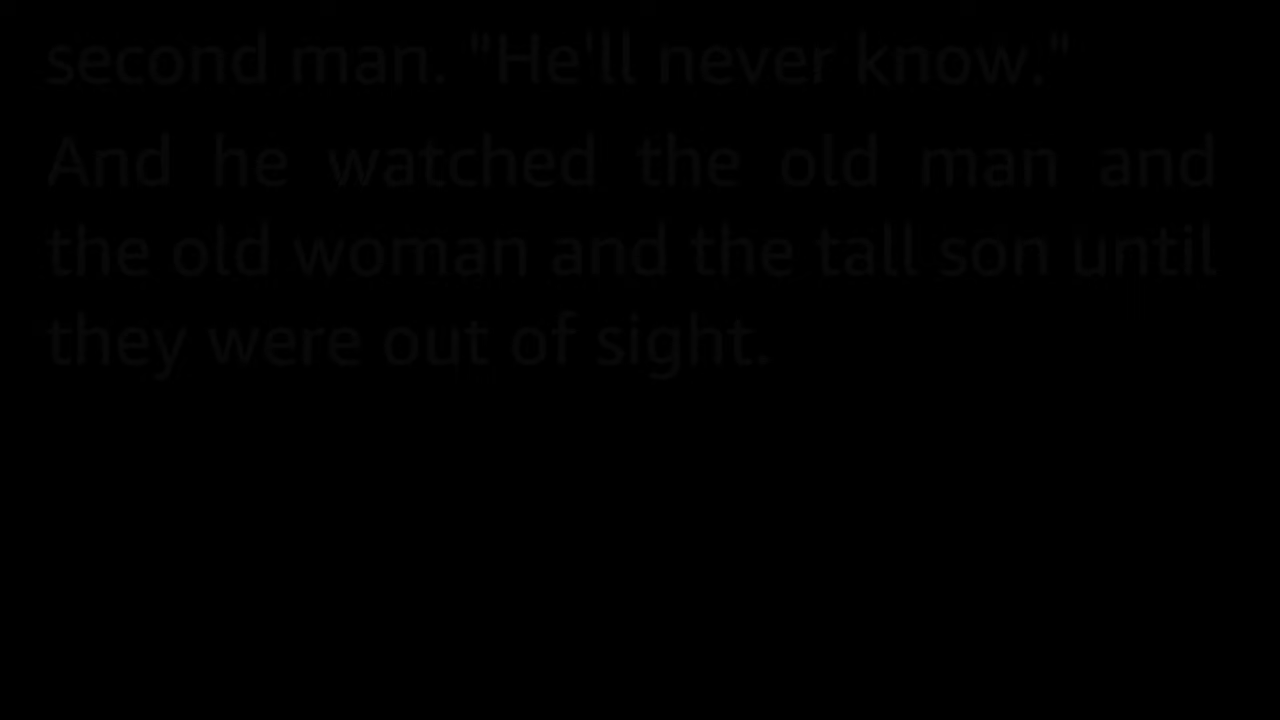 second man. "He'll never know."
And he watched the old man and
the old woman and the tall son until
they were out of sight.